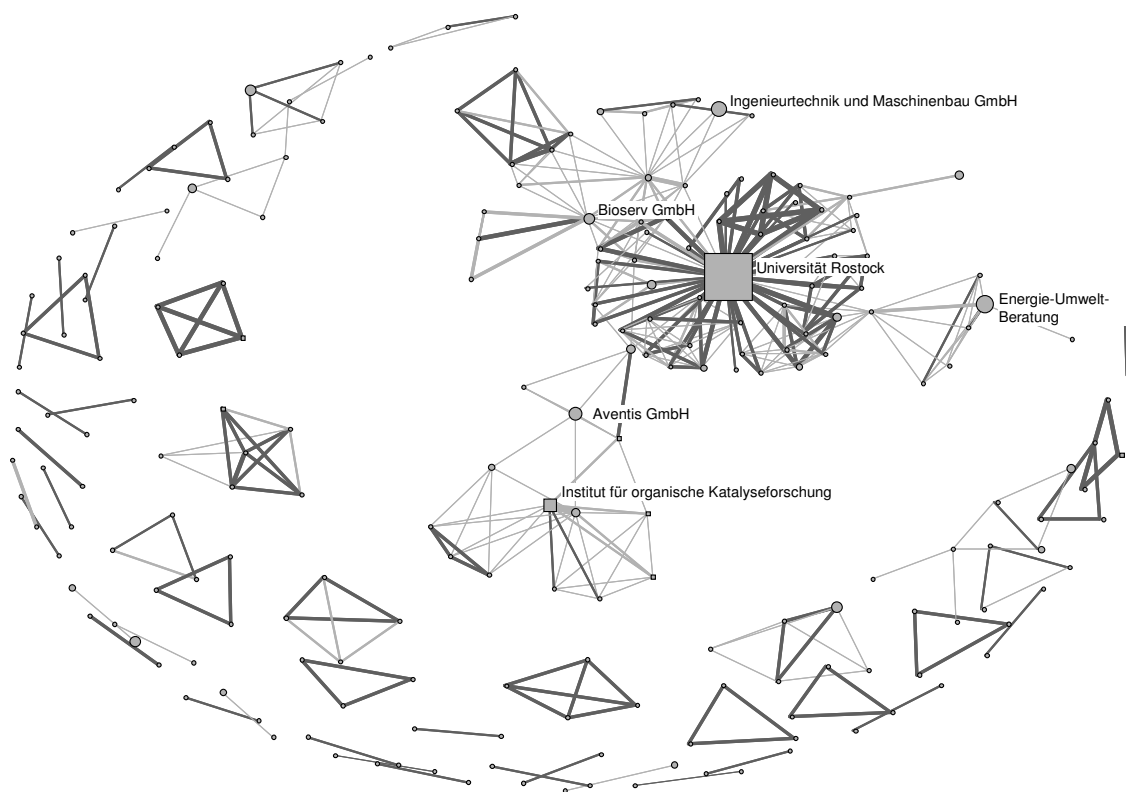 Ingenieurtechnik und Maschinenbau GmbH
Bioserv GmbH
Universität Rostock
Energie-Umwelt-
Beratung
Aventis GmbH
Institut für organische Katalyseforschung